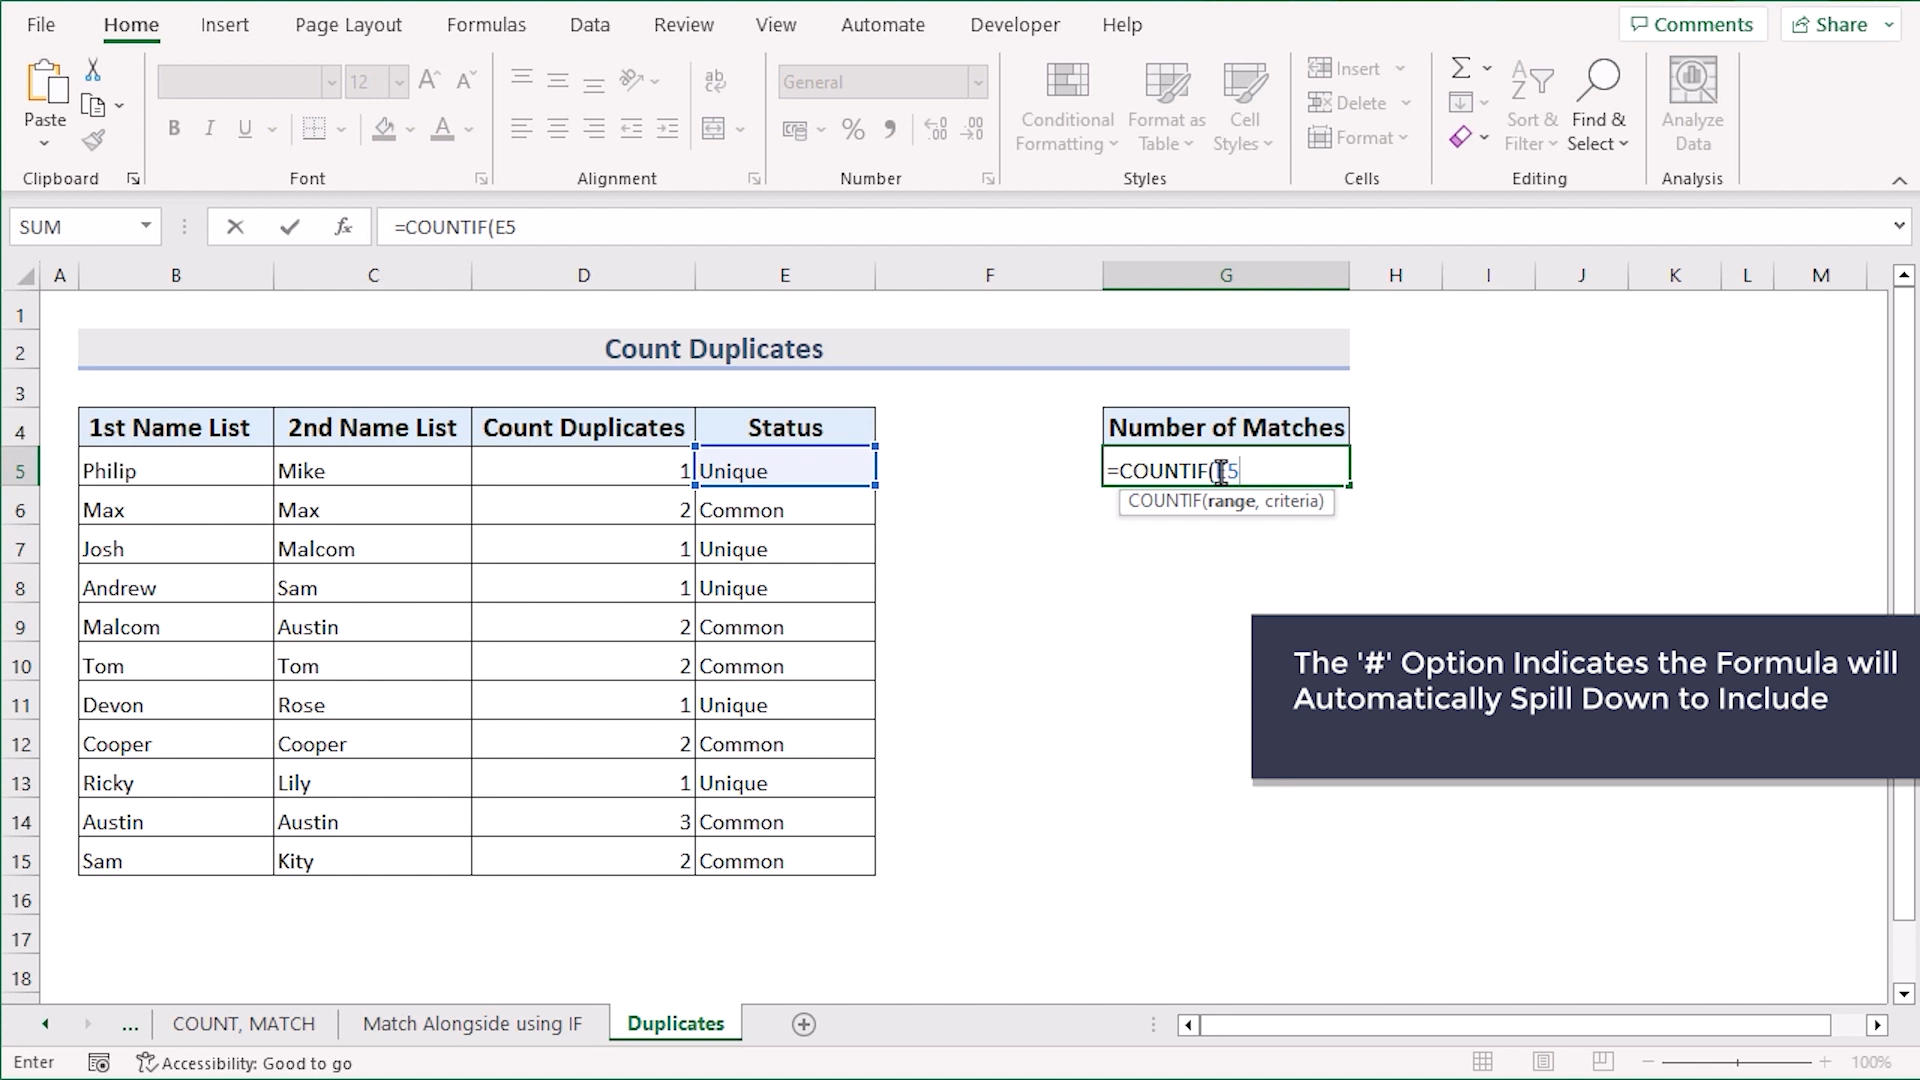 File Home Insert Page Layout Formulas Data Review View Automate Developer Help Comments Share
Paste 12 General Conditional Formatting Format as Table Cell Styles Insert Delete Format Sort & Filter Find & Select Analyze Data
Clipboard Font Alignment Number Styles Cells Editing Analysis
SUM =COUNTIF(E5
A B C D E F G H I J K L M
1
2 Count Duplicates
3
4 1st Name List 2nd Name List Count Duplicates Status Number of Matches
5 Philip Mike 1 Unique =COUNTIF(E5
COUNTIF(range, criteria)
6 Max Max 2 Common
7 Josh Malcom 1 Unique
8 Andrew Sam 1 Unique
9 Malcom Austin 2 Common
10 Tom Tom 2 Common
The '#' Option Indicates the Formula will
Automatically Spill Down to Include
11 Devon Rose 1 Unique
12 Cooper Cooper 2 Common
13 Ricky Lily 1 Unique
14 Austin Austin 3 Common
15 Sam Kity 2 Common
16
17
18
... COUNT, MATCH Match Alongside using IF Duplicates
Enter Accessibility: Good to go 100%